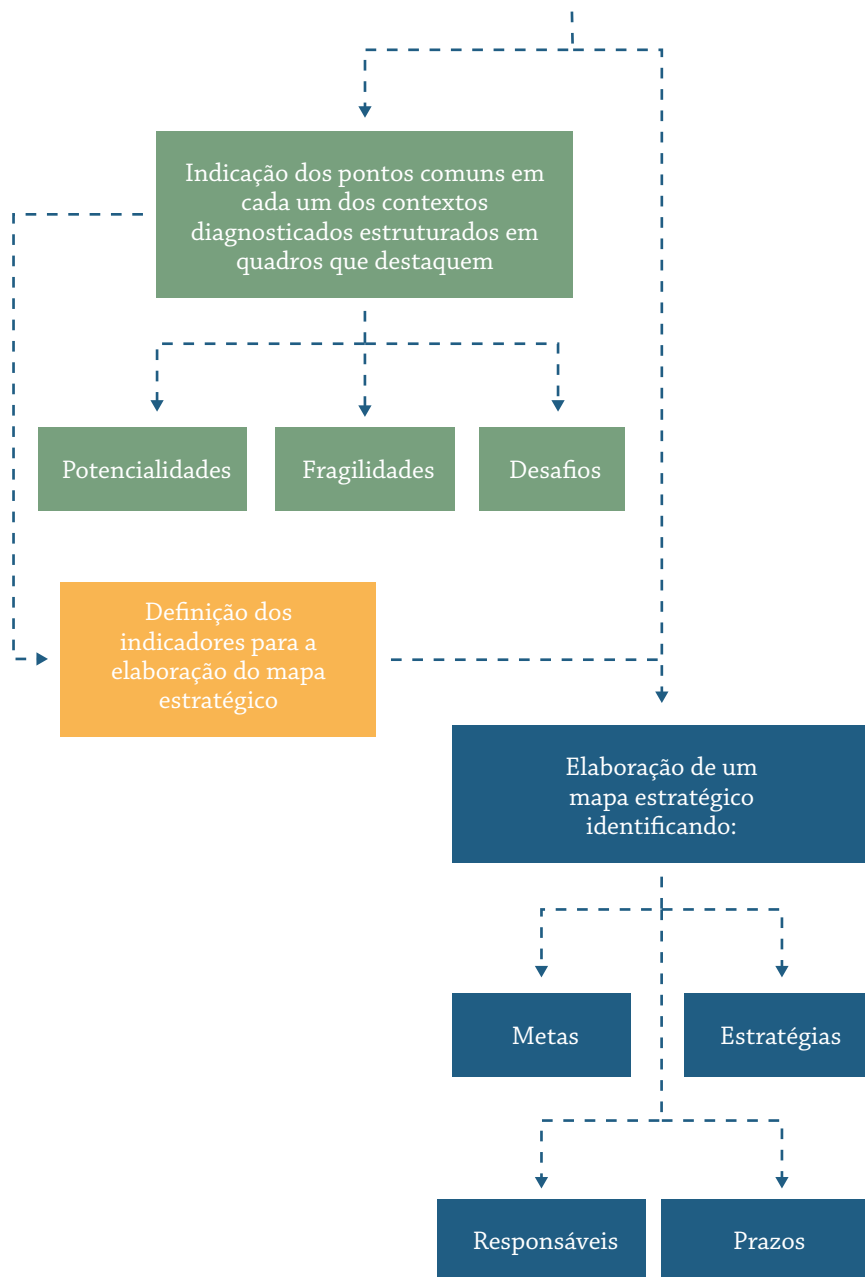 Indicação dos pontos comuns em
cada um dos contextos
diagnosticados estruturados em
quadros que destaquem
Potencialidades
Fragilidades
Desafios
Definição dos
indicadores para a
elaboração do mapa
estratégico
Elaboração de um
mapa estratégico
identificando:
Metas
Estratégias
Responsáveis
Prazos